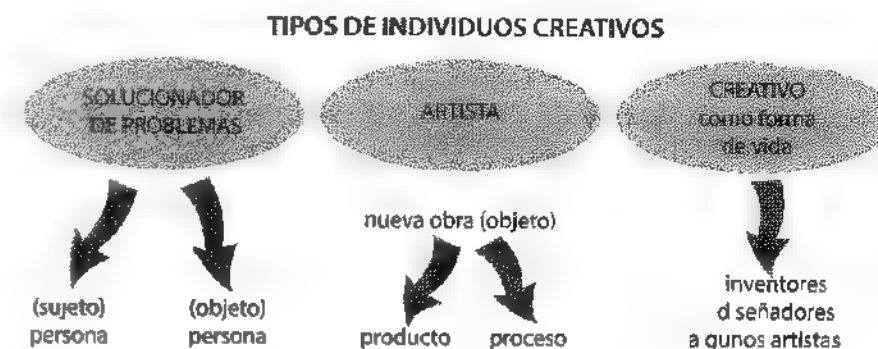 TIPOS DE INDIVIDUOS CREATIVOS
SOLUCIONADOR
DE PROBLEMAS
ARTISTA
CREATIVO
como forma
de vida
nueva obra (objeto)
(sujeto)
persona
(objeto)
persona
producto
proceso
inventores
d señadores
a gunos artistas